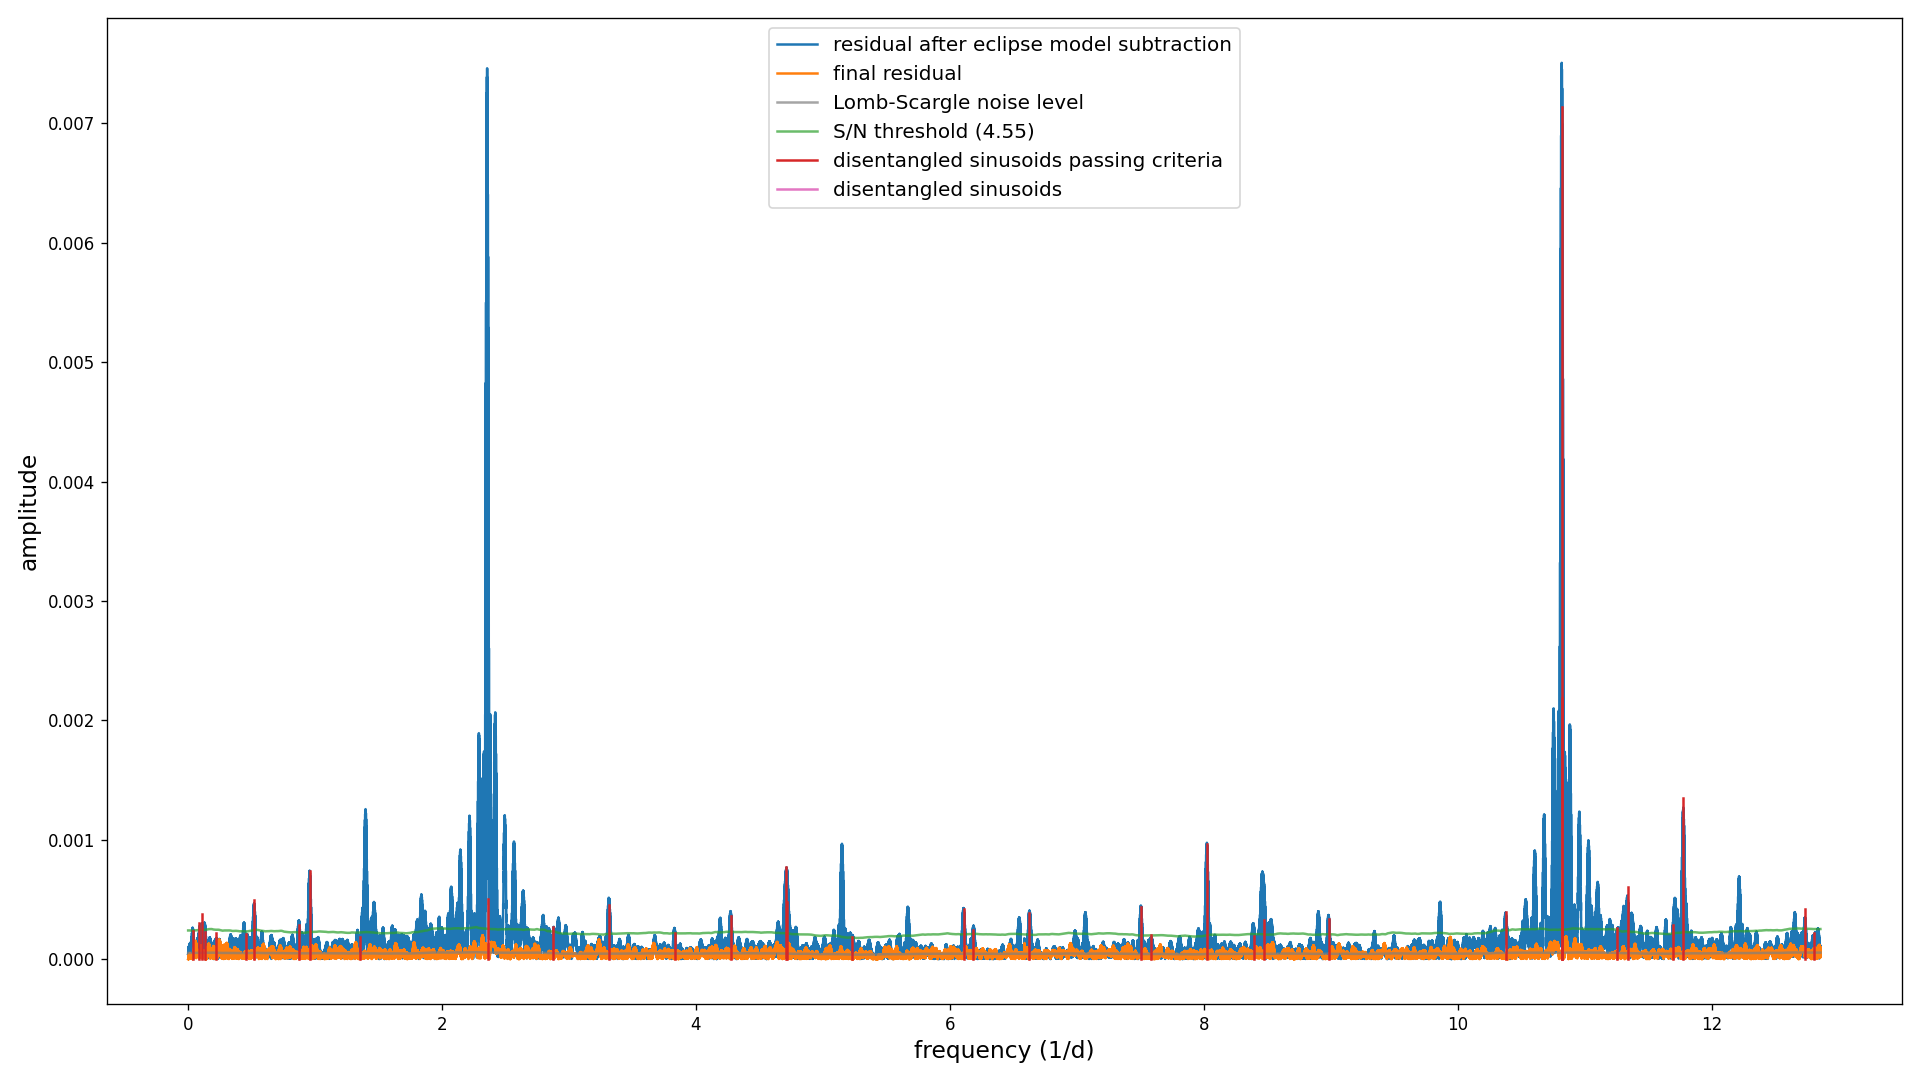 residual after eclipse model subtraction
final residual
Lomb-Scargle noise level
S/N threshold (4.55)
disentangled sinusoids passing criteria
disentangled sinusoids
amplitude
0.007
0.006
0.005
0.004
0.003
0.002
0.001
0.000
0 2 4 6 8 10 12
frequency (1/d)